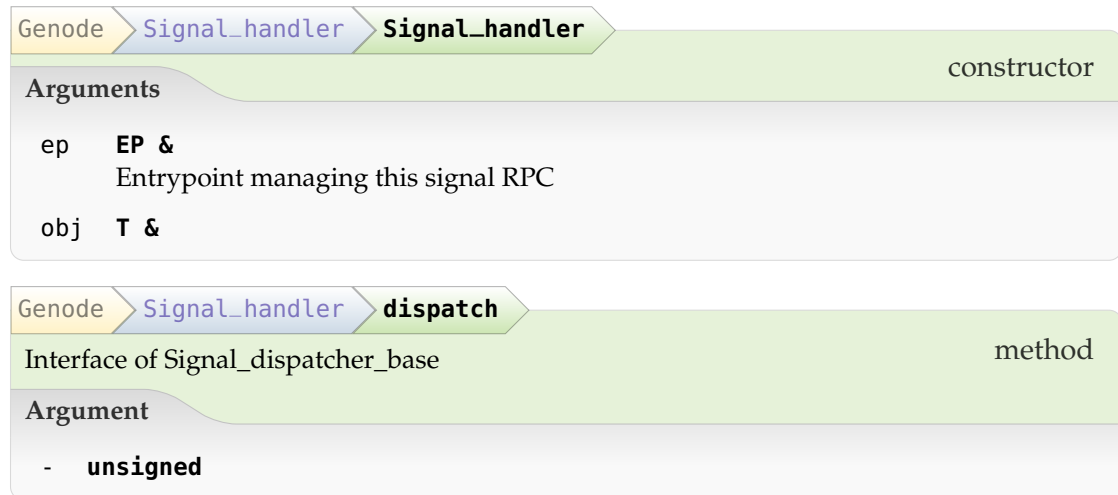 Genode Signal_handler Signal_handler
constructor
Arguments
ep EP &
Entrypoint managing this signal RPC
obj T &
Genode Signal_handler dispatch
Interface of Signal_dispatcher_base
method
Argument
- unsigned